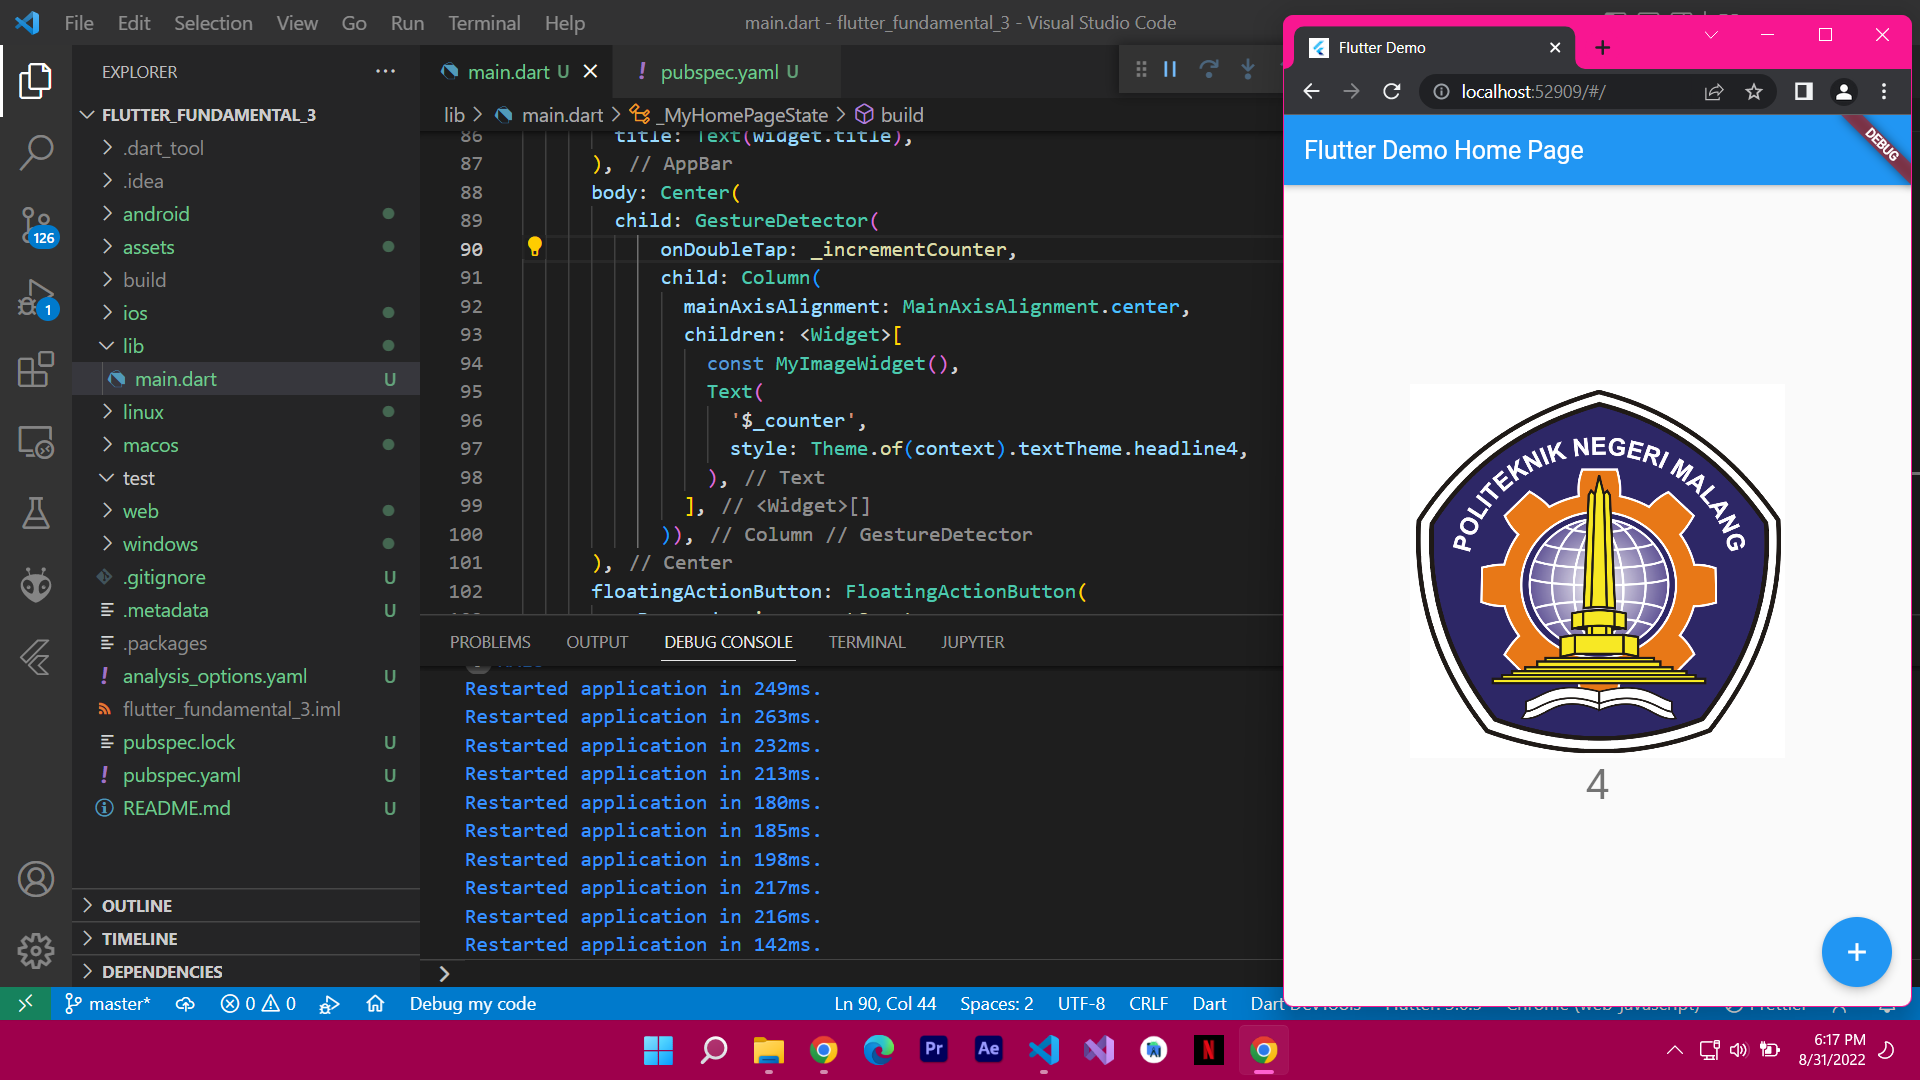 File Edit Selection View Go Run Terminal Help
main.dart - flutter_fundamental_3 - Visual Studio Code
EXPLORER
FLUTTER_FUNDAMENTAL_3
.dart_tool
.idea
android
assets
build
ios
lib
main.dart U
linux
macos
test
web
windows
.gitignore U
.metadata U
.packages
analysis_options.yaml U
flutter_fundamental_3.iml
pubspec.lock U
pubspec.yaml U
README.md U
OUTLINE
TIMELINE
DEPENDENCIES
126
1
main.dart U
pubspec.yaml U
lib > main.dart > _MyHomePageState > build
86 title: Text(widget.title),
87 ), // AppBar
88 body: Center(
89 child: GestureDetector(
90 onDoubleTap: _incrementCounter,
91 child: Column(
92 mainAxisAlignment: MainAxisAlignment.center,
93 children: <Widget>[
94 const MyImageWidget(),
95 Text(
96 '$_counter',
97 style: Theme.of(context).textTheme.headline4,
98 ), // Text
99 ], // <Widget>[]
100 )), // Column // GestureDetector
101 ), // Center
102 floatingActionButton: FloatingActionButton(
PROBLEMS OUTPUT DEBUG CONSOLE TERMINAL JUPYTER
Restarted application in 249ms.
Restarted application in 263ms.
Restarted application in 232ms.
Restarted application in 213ms.
Restarted application in 180ms.
Restarted application in 185ms.
Restarted application in 198ms.
Restarted application in 217ms.
Restarted application in 216ms.
Restarted application in 142ms.
Flutter Demo
localhost:52909/#/
Flutter Demo Home Page
DEBUG
POLITEKNIK NEGERI MALANG
4
master* 0 0 Debug my code
Ln 90, Col 44 Spaces: 2 UTF-8 CRLF Dart
Pr Ae N
6:17 PM
8/31/2022